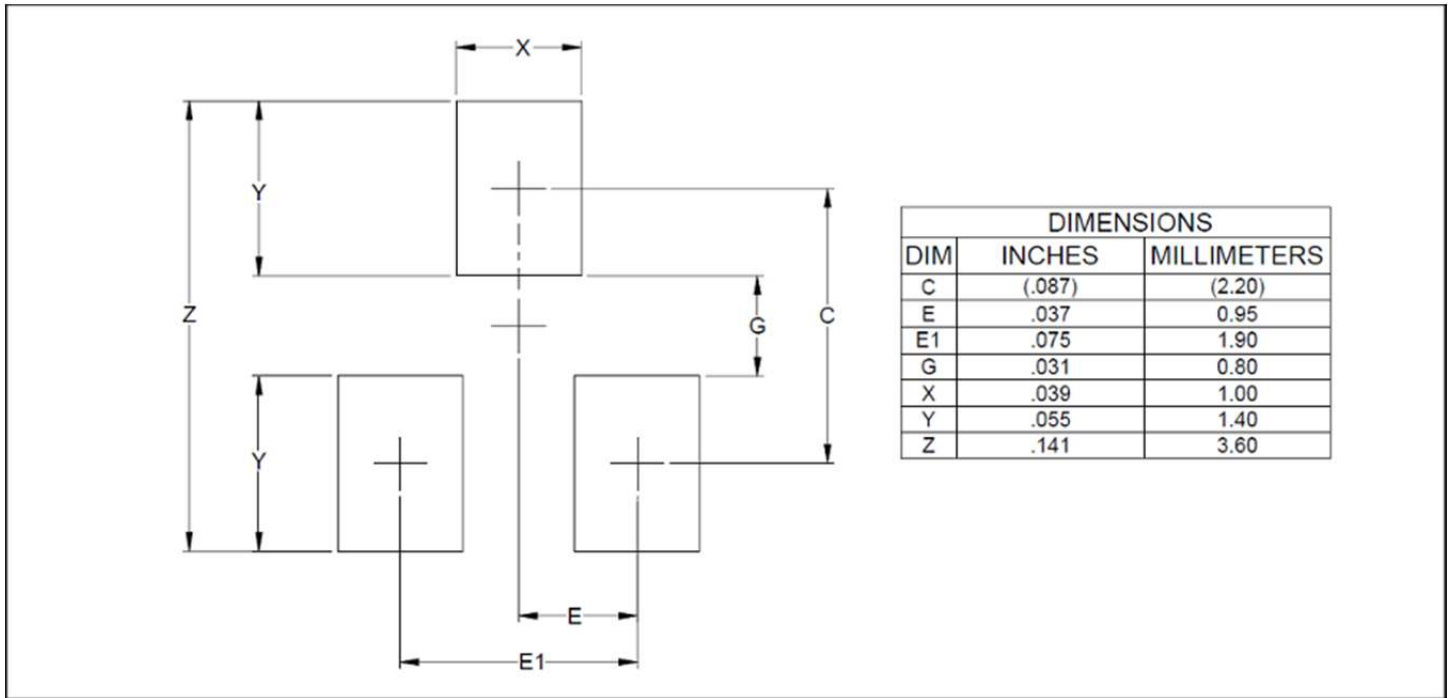 X
Y
Z
G
C
Y
E
E1
DIMENSIONS
DIM INCHES MILLIMETERS
C (.087) (2.20)
E .037 0.95
E1 .075 1.90
G .031 0.80
X .039 1.00
Y .055 1.40
Z .141 3.60